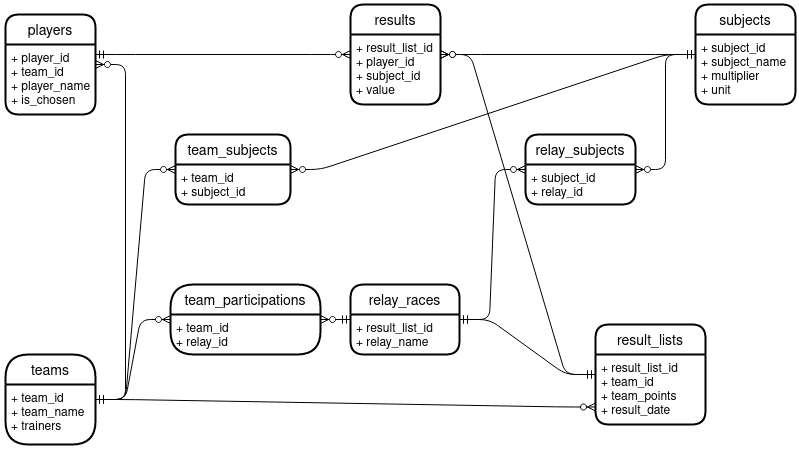 players
+ player_id
+ team_id
+ player_name
+ is_chosen
results
+ result_list_id
+ player_id
+ subject_id
+ value
subjects
+ subject_id
+ subject_name
+ multiplier
+ unit
team_subjects
+ team_id
+ subject_id
relay_subjects
+ subject_id
+ relay_id
team_participations
+ team_id
+ relay_id
relay_races
+ result_list_id
+ relay_name
result_lists
+ result_list_id
+ team_id
+ team_points
+ result_date
teams
+ team_id
+ team_name
+ trainers